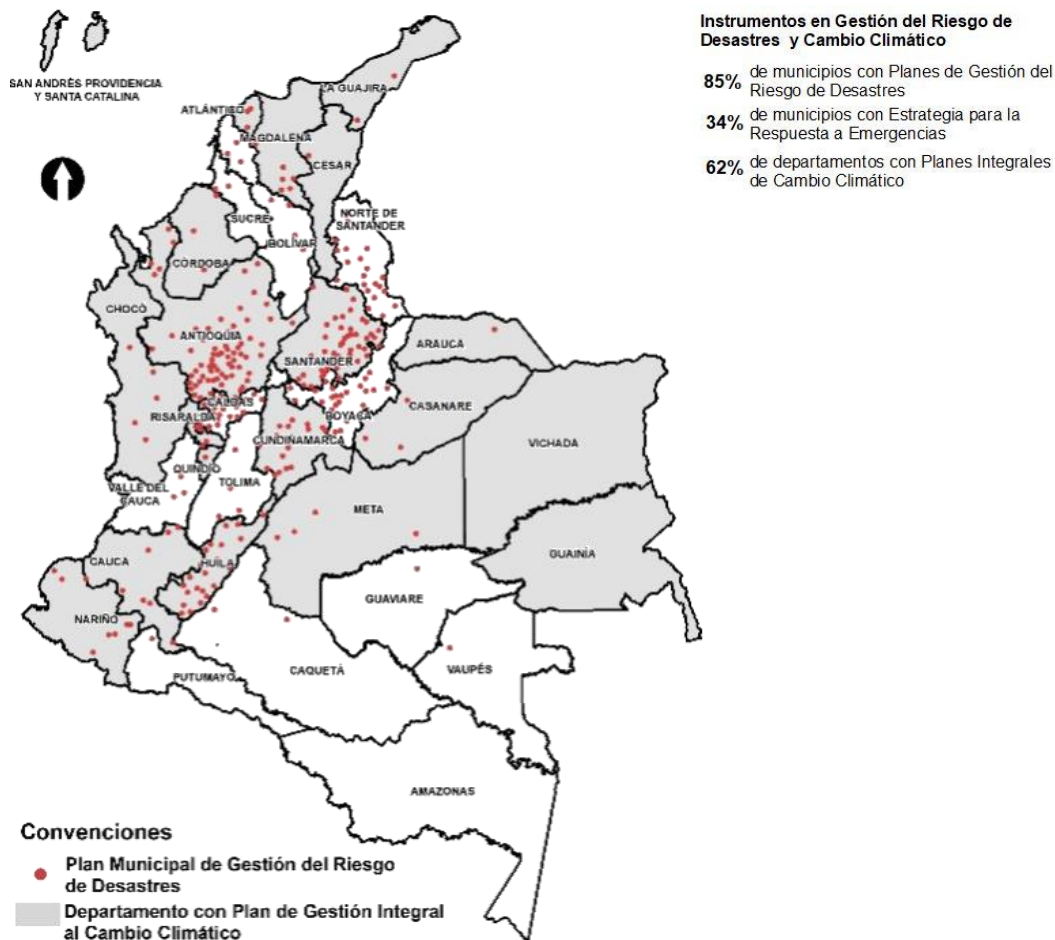 Instrumentos en Gestión del Riesgo de
Desastres y Cambio Climático
85% de municipios con Planes de Gestión del
Riesgo de Desastres
34% de municipios con Estrategia para la
Respuesta a Emergencias
62% de departamentos con Planes Integrales
de Cambio Climático
SAN ANDRÉS PROVIDENCIA
Y SANTA CATALINA
LA GUAJIRA
ATLÁNTICO
MAGDALENA
CESAR
NORTE DE
SANTANDER
SUCRE
BOLÍVAR
CÓRDOBA
CHOCÓ
ANTIOQUIA
ARAUCA
SANTANDER
CALDAS
CASANARE
RISARALDA
BOYACÁ
CUNDINAMARCA
VICHADA
QUINDÍO
TOLIMA
VALLE DEL
CAUCA
META
GUAINÍA
CAUCA
HUILA
GUAVIARE
NARIÑO
CAQUETÁ
VAUPÉS
PUTUMAYO
AMAZONAS
Convenciones
Plan Municipal de Gestión del Riesgo
de Desastres
Departamento con Plan de Gestión Integral
al Cambio Climático